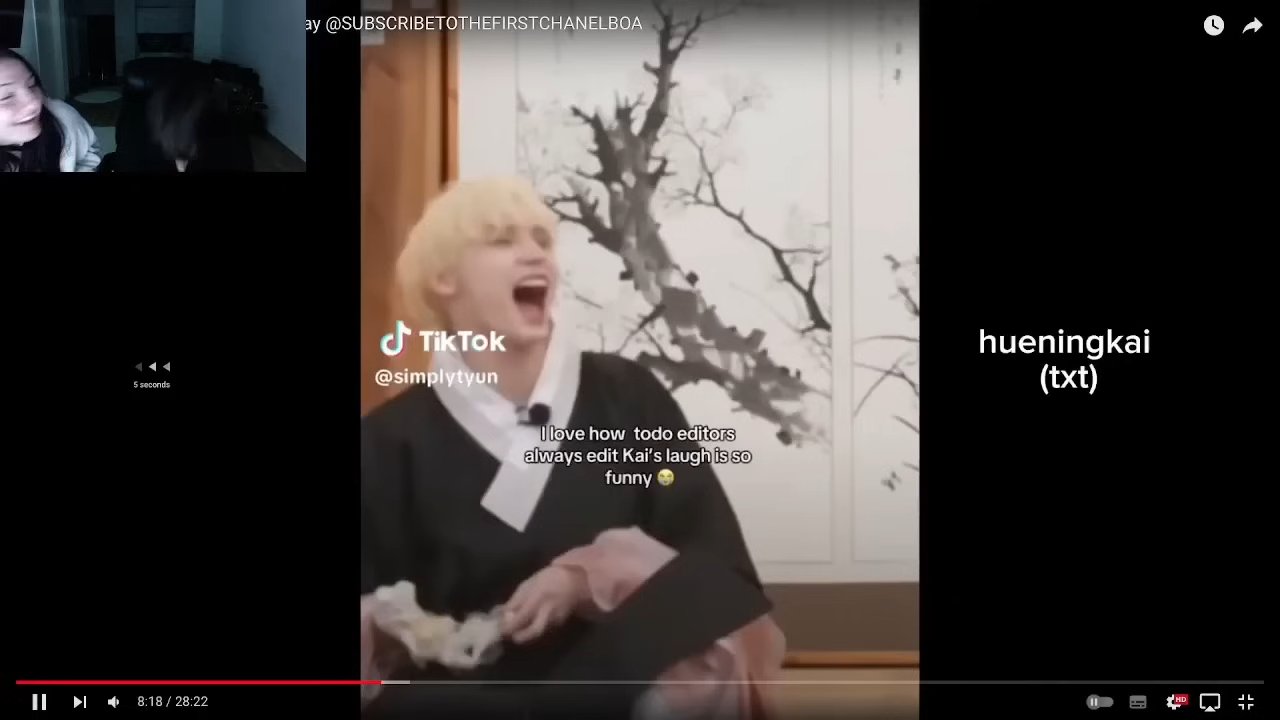 ay @SUBSCRIBETOTHEFIRSTCHANELBOA
TikTok
@simplytyun
I love how todo editors
always edit Kai's laugh is so
funny 😭
hueningkai
(txt)
5 seconds
8:18 / 28:22
HD